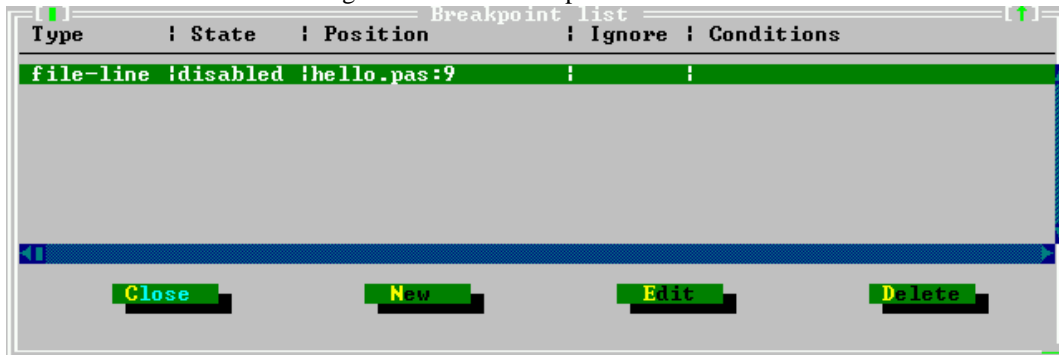 Breakpoint list
Type | State | Position | Ignore | Conditions
file-line |disabled |hello.pas:9 | |
Close New Edit Delete